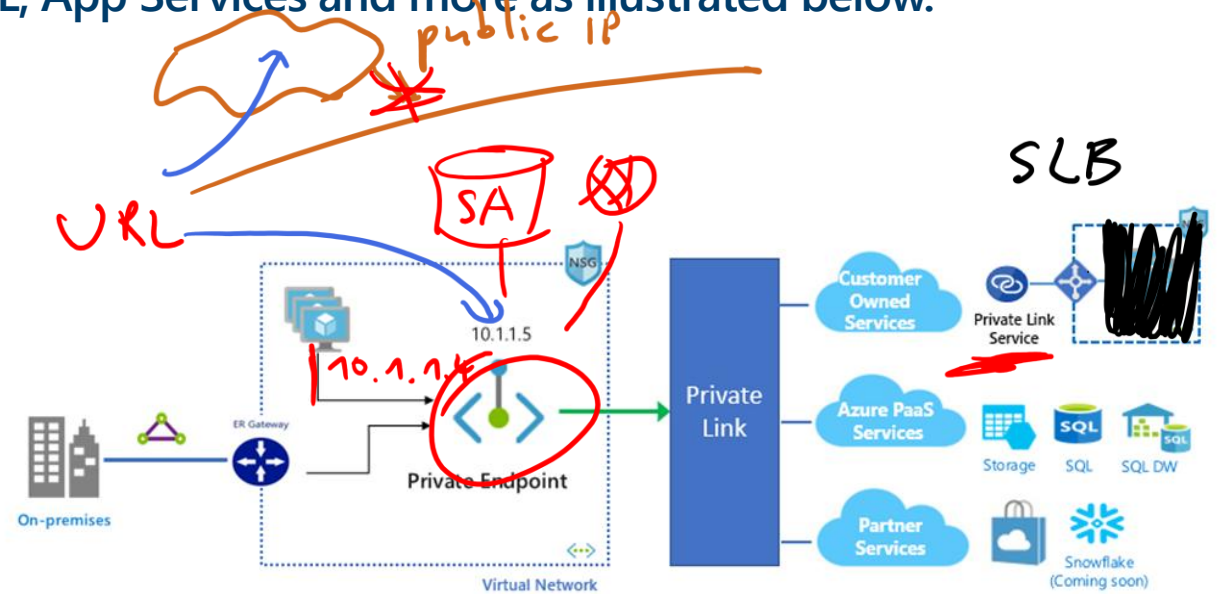 L, App Services and more as illustrated below.
public IP
SLB
SA
URL
NSG
Customer
Owned
Services
10.1.1.5
Private Link
Service
10.1.1.4
Private
Link
Azure PaaS
Services
ER Gateway
SQL
SQL
Storage
SQL
SQL DW
Private Endpoint
On-premises
Partner
Services
Snowflake
(Coming soon)
Virtual Network